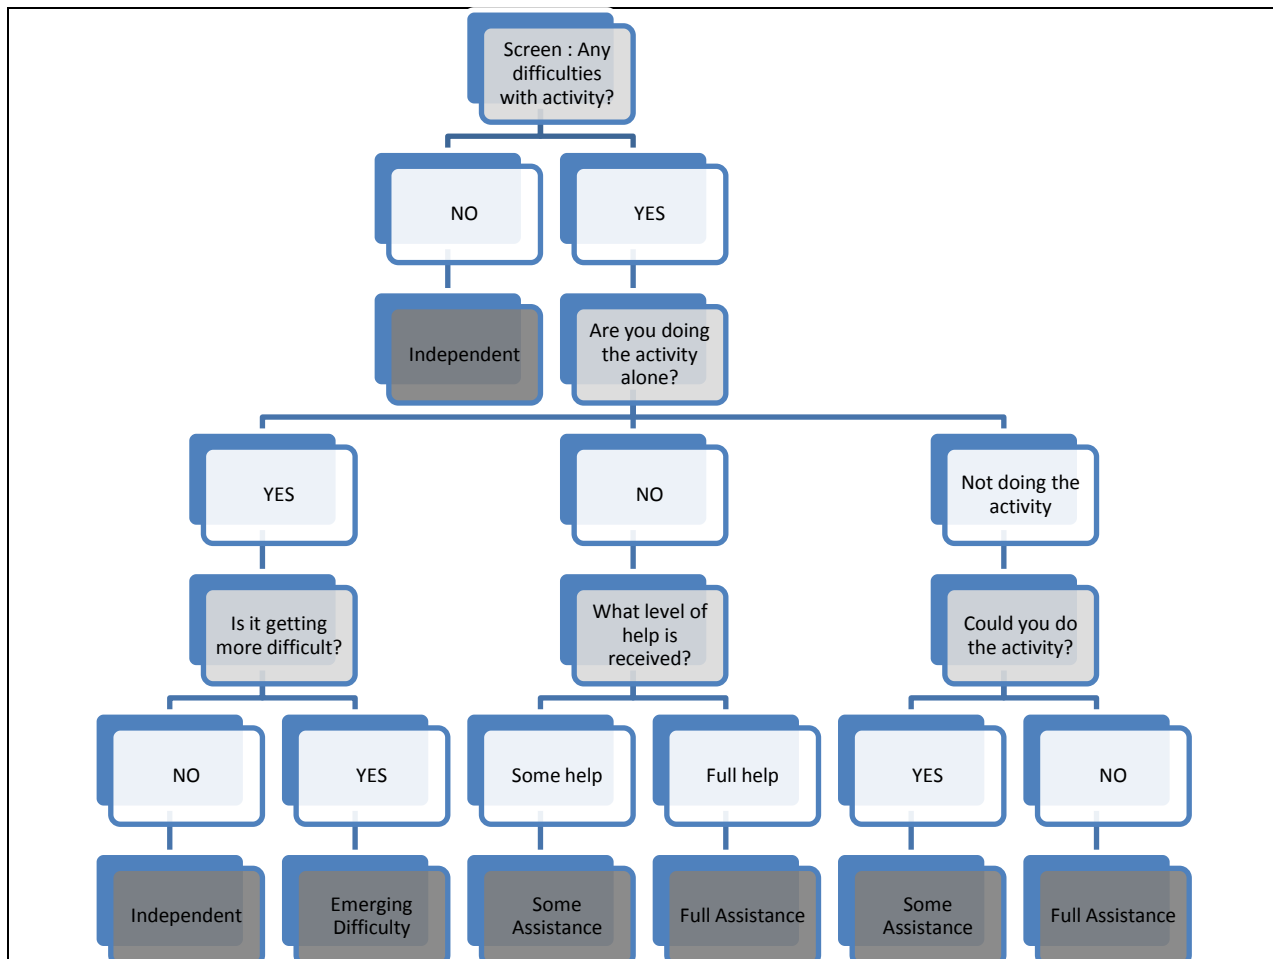 Screen : Any
difficulties
with activity?
NO
YES
Independent
Are you doing
the activity
alone?
YES
NO
Not doing the
activity
Is it getting
more difficult?
What level of
help is
received?
Could you do
the activity?
NO
YES
Some help
Full help
YES
NO
Independent
Emerging
Difficulty
Some
Assistance
Full Assistance
Some
Assistance
Full Assistance